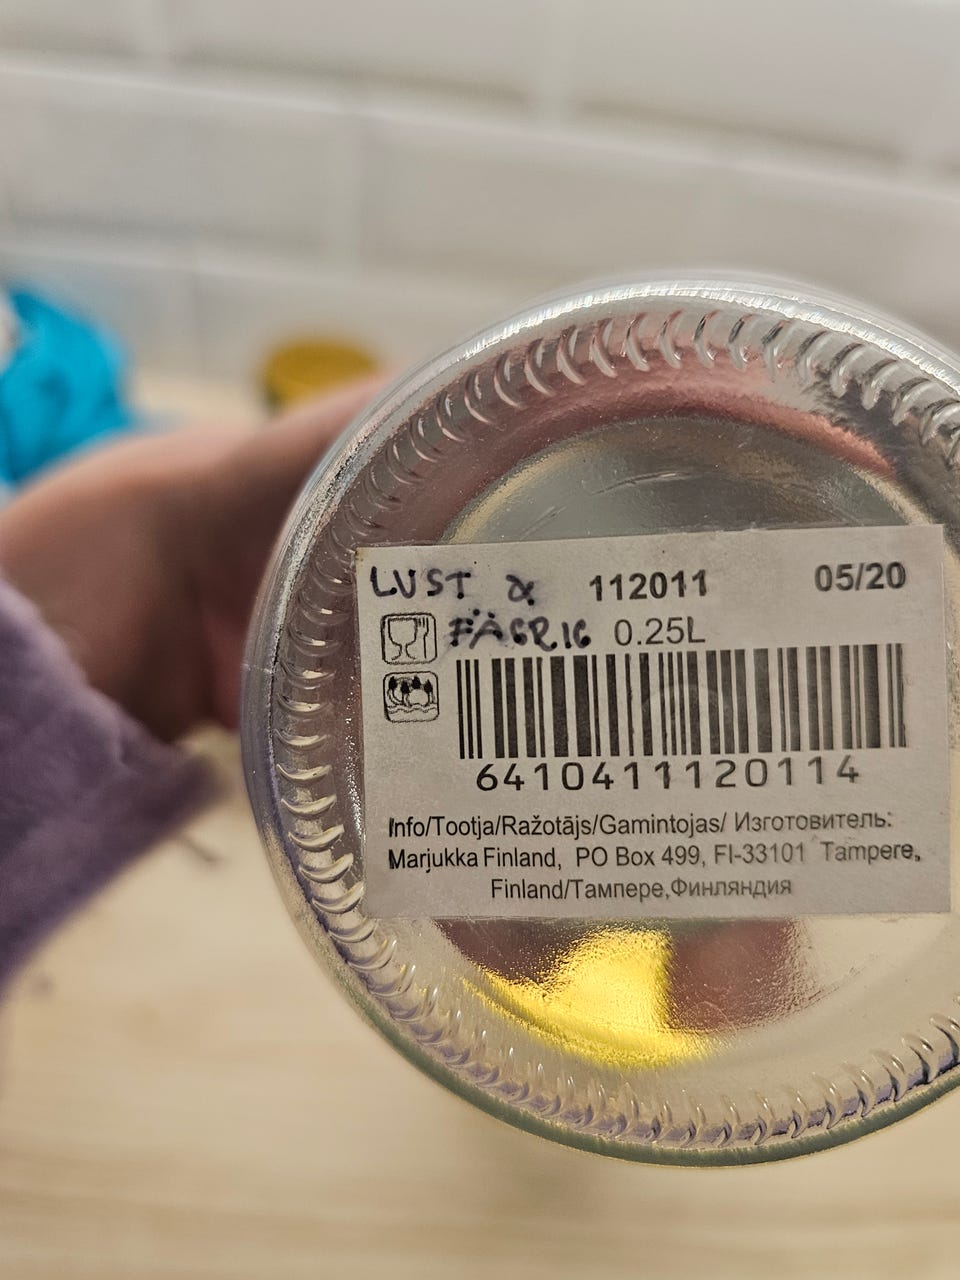 LUST & 112011 05/20
FÄGRIG 0.25L
6410411120114
Info/Tootja/Ražotājs/Gamintojas/ Изготовитель:
Marjukka Finland, PO Box 499, FI-33101 Tampere,
Finland/Тампере,Финляндия